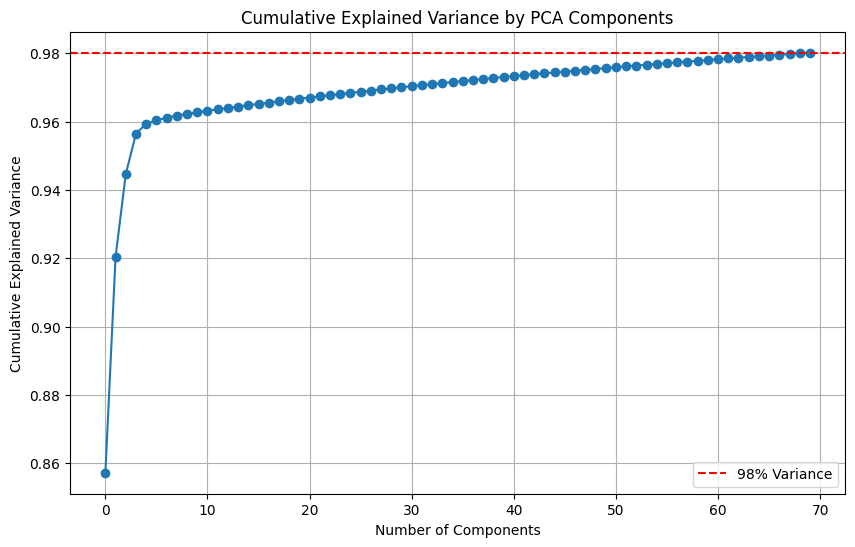 Cumulative Explained Variance by PCA Components
Cumulative Explained Variance
0.98
0.96
0.94
0.92
0.90
0.88
0.86
98% Variance
0 10 20 30 40 50 60 70
Number of Components